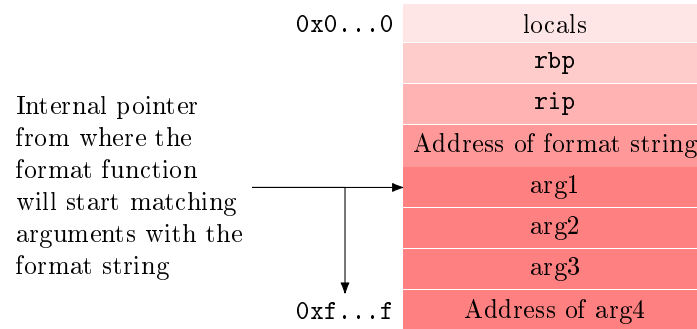 0x0...0
locals
rbp
rip
Address of format string
Internal pointer
from where the
format function
will start matching
arguments with the
format string
arg1
arg2
arg3
0xf...f
Address of arg4